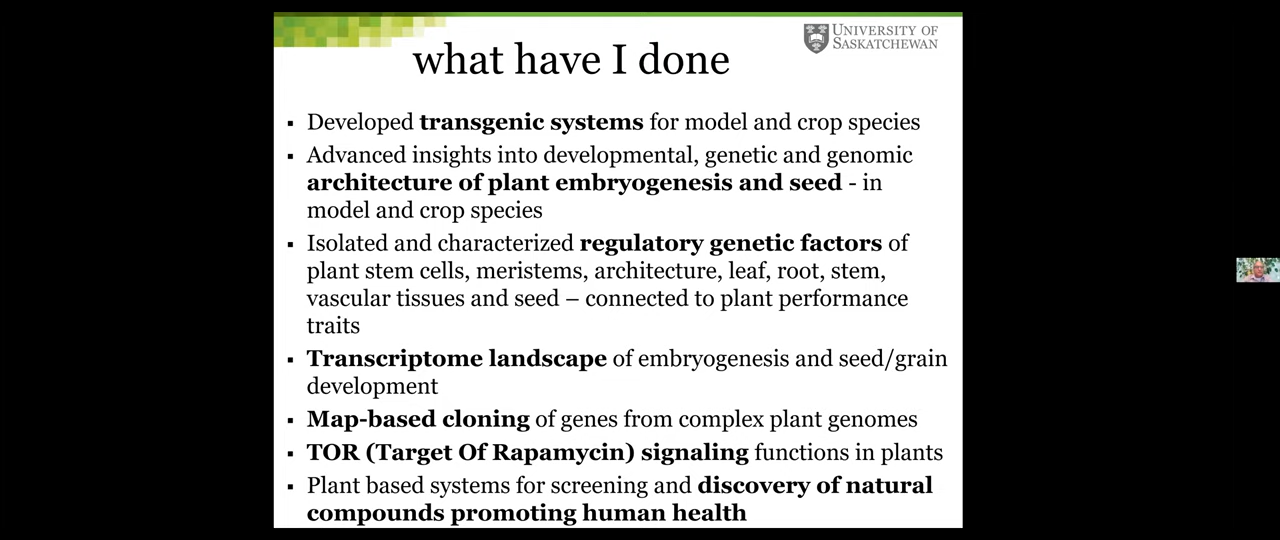 UNIVERSITY OF
SASKATCHEWAN
what have I done
▪ Developed transgenic systems for model and crop species
▪ Advanced insights into developmental, genetic and genomic
architecture of plant embryogenesis and seed - in
model and crop species
▪ Isolated and characterized regulatory genetic factors of
plant stem cells, meristems, architecture, leaf, root, stem,
vascular tissues and seed – connected to plant performance
traits
▪ Transcriptome landscape of embryogenesis and seed/grain
development
▪ Map-based cloning of genes from complex plant genomes
▪ TOR (Target Of Rapamycin) signaling functions in plants
▪ Plant based systems for screening and discovery of natural
compounds promoting human health